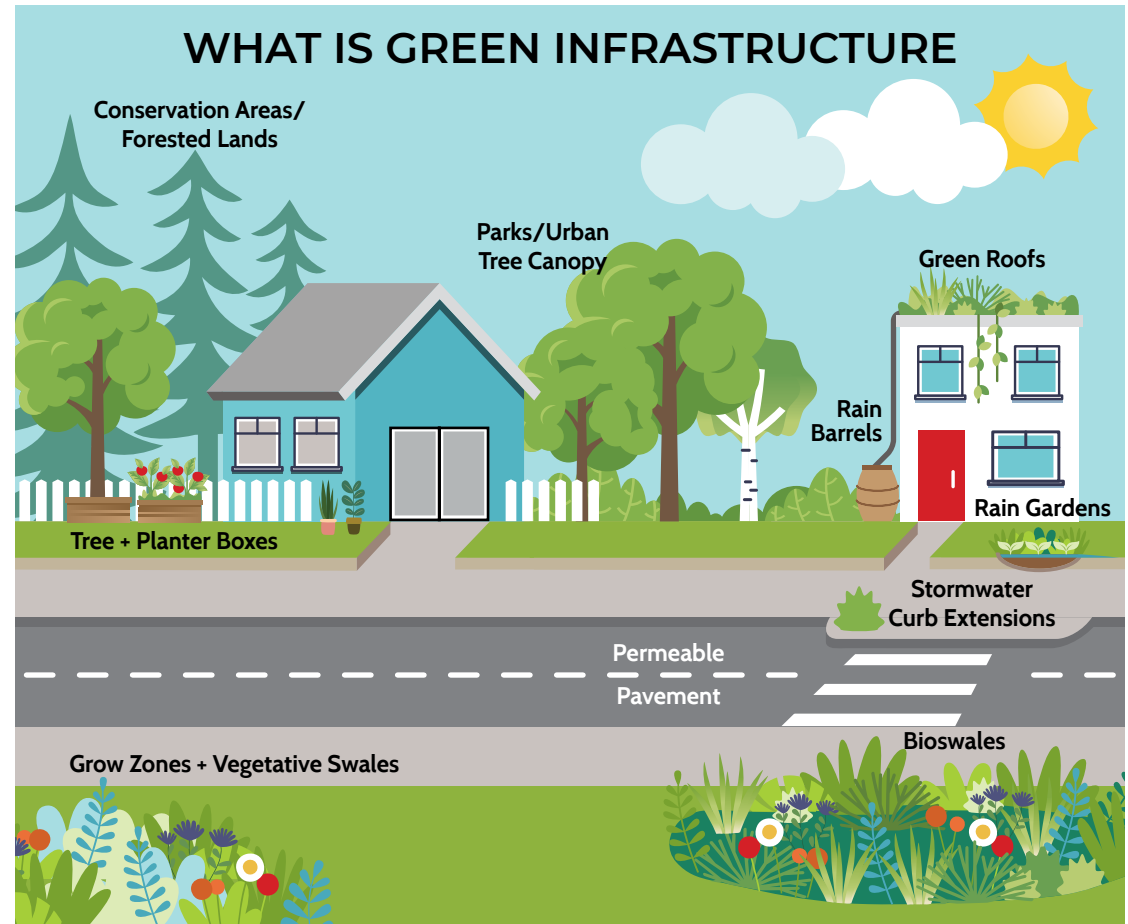 WHAT IS GREEN INFRASTRUCTURE
Conservation Areas/
Forested Lands
Parks/Urban
Tree Canopy
Green Roofs
Rain
Barrels
Rain Gardens
Tree + Planter Boxes
Stormwater
Curb Extensions
Permeable
Pavement
Bioswales
Grow Zones + Vegetative Swales